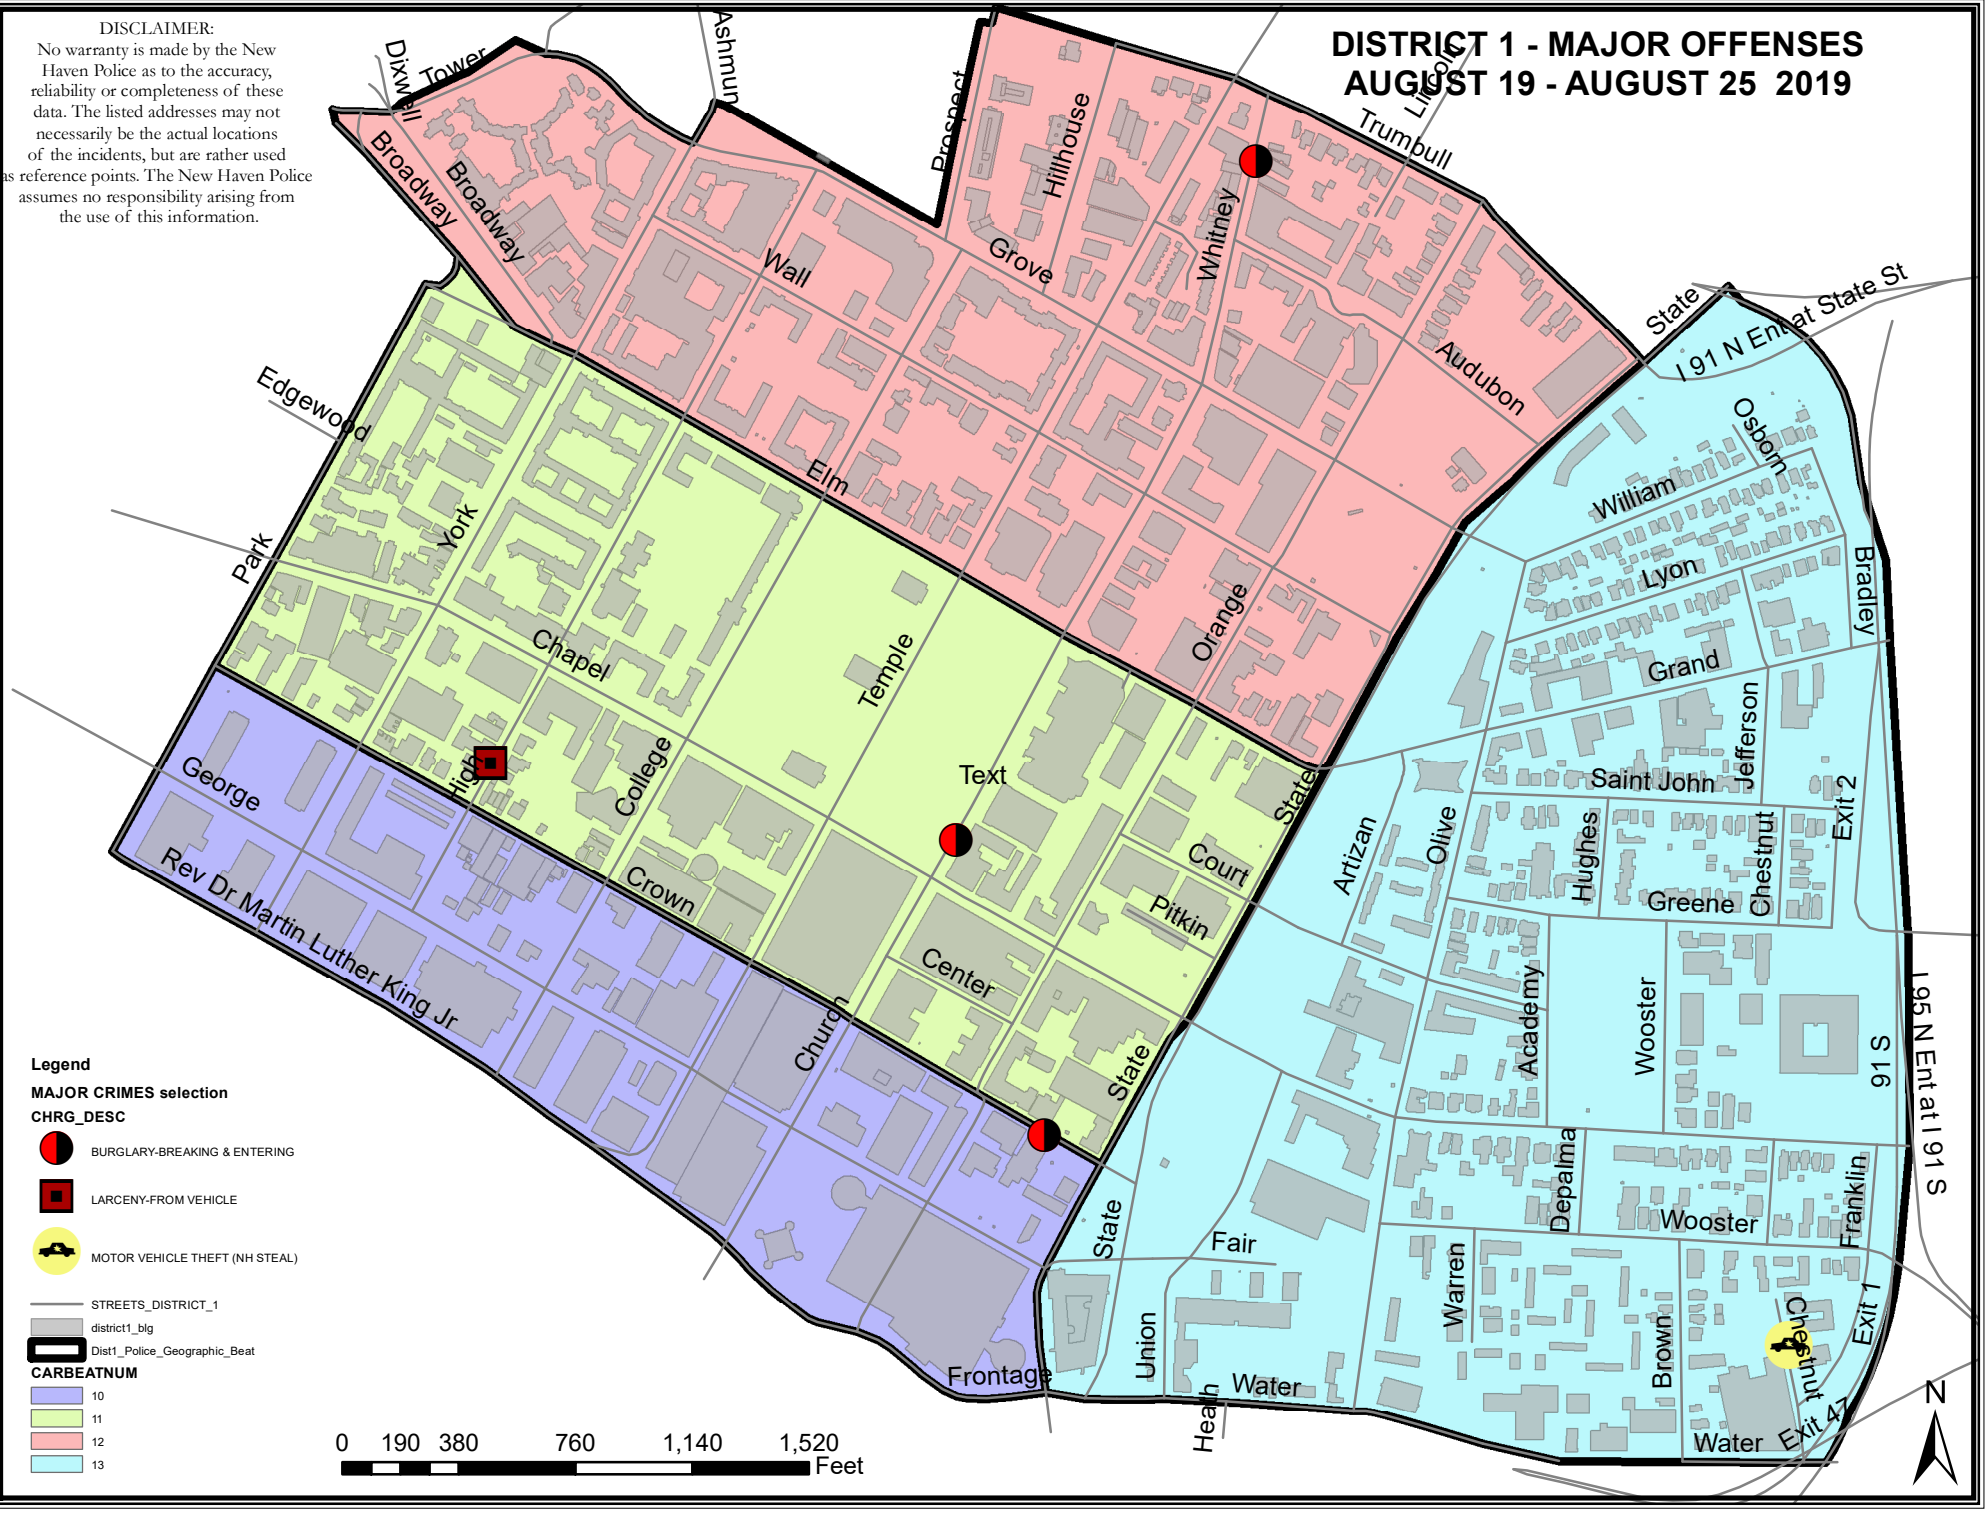 DISCLAIMER:
No warranty is made by the New
Haven Police as to the accuracy,
reliability or completeness of these
data. The listed addresses may not
necessarily be the actual locations
of the incidents, but are rather used
as reference points. The New Haven Police
assumes no responsibility arising from
the use of this information.
DISTRICT 1 - MAJOR OFFENSES
AUGUST 19 - AUGUST 25 2019
Dixwell
Tower
Ashmun
Prospect
Hillhouse
Lincoln
Trumbull
Broadway
Broadway
Wall
Grove
Whitney
Audubon
State
I 91 N Ent at State St
Edgewood
Elm
York
Park
Osborn
William
Lyon
Bradley
Chapel
Temple
Orange
Grand
Jefferson
Saint John
Exit 2
High
College
Text
State
Court
Pitkin
Artizan
Olive
Hughes
Chestnut
Greene
George
Crown
Center
Rev Dr Martin Luther King Jr
Church
State
Academy
Wooster
91 S
I 95 N Ent at I 91 S
Depalma
Wooster
Franklin
State
Fair
Warren
Union
Brown
Chestnut
Exit 1
Frontage
Heath
Water
Water
Exit 47
N
Legend
MAJOR CRIMES selection
CHRG_DESC
BURGLARY-BREAKING & ENTERING
LARCENY-FROM VEHICLE
MOTOR VEHICLE THEFT (NH STEAL)
STREETS_DISTRICT_1
district1_blg
Dist1_Police_Geographic_Beat
CARBEATNUM
10
11
12
13
0 190 380 760 1,140 1,520
Feet